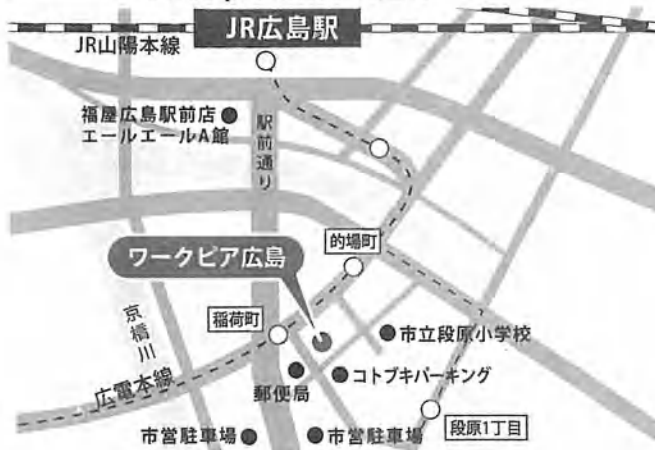 JR広島駅
JR山陽本線
福屋広島駅前店
エールエールA館
駅前通り
的場町
ワークピア広島
稲荷町
京橋川
市立段原小学校
広電本線
コトブキパーキング
郵便局
段原1丁目
市営駐車場
市営駐車場